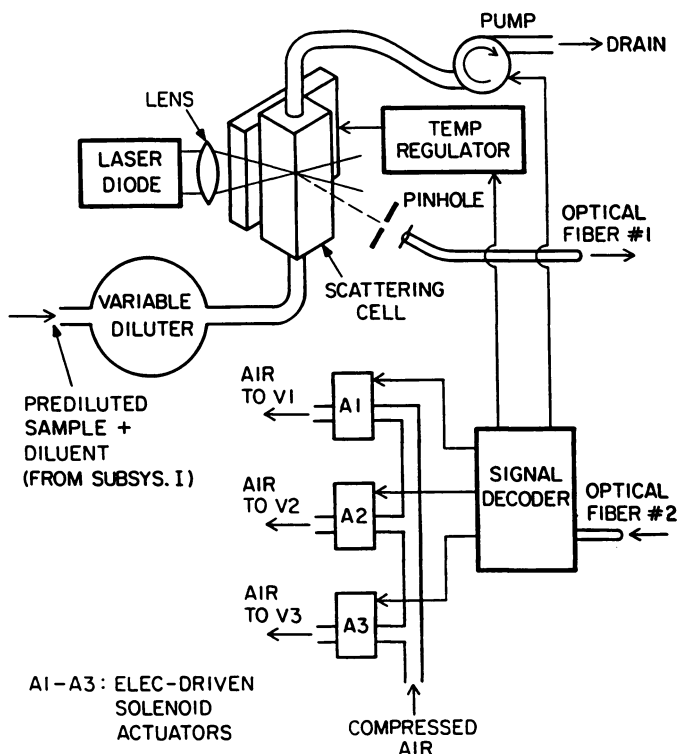 PUMP
DRAIN
LENS
LASER
DIODE
TEMP
REGULATOR
PINHOLE
OPTICAL
FIBER #1
SCATTERING
CELL
VARIABLE
DILUTER
PREDILUTED
SAMPLE +
DILUENT
(FROM SUBSYS. I)
AIR
TO V1
A1
AIR
TO V2
A2
AIR
TO V3
A3
SIGNAL
DECODER
OPTICAL
FIBER #2
A1-A3: ELEC-DRIVEN
SOLENOID
ACTUATORS
COMPRESSED
AIR